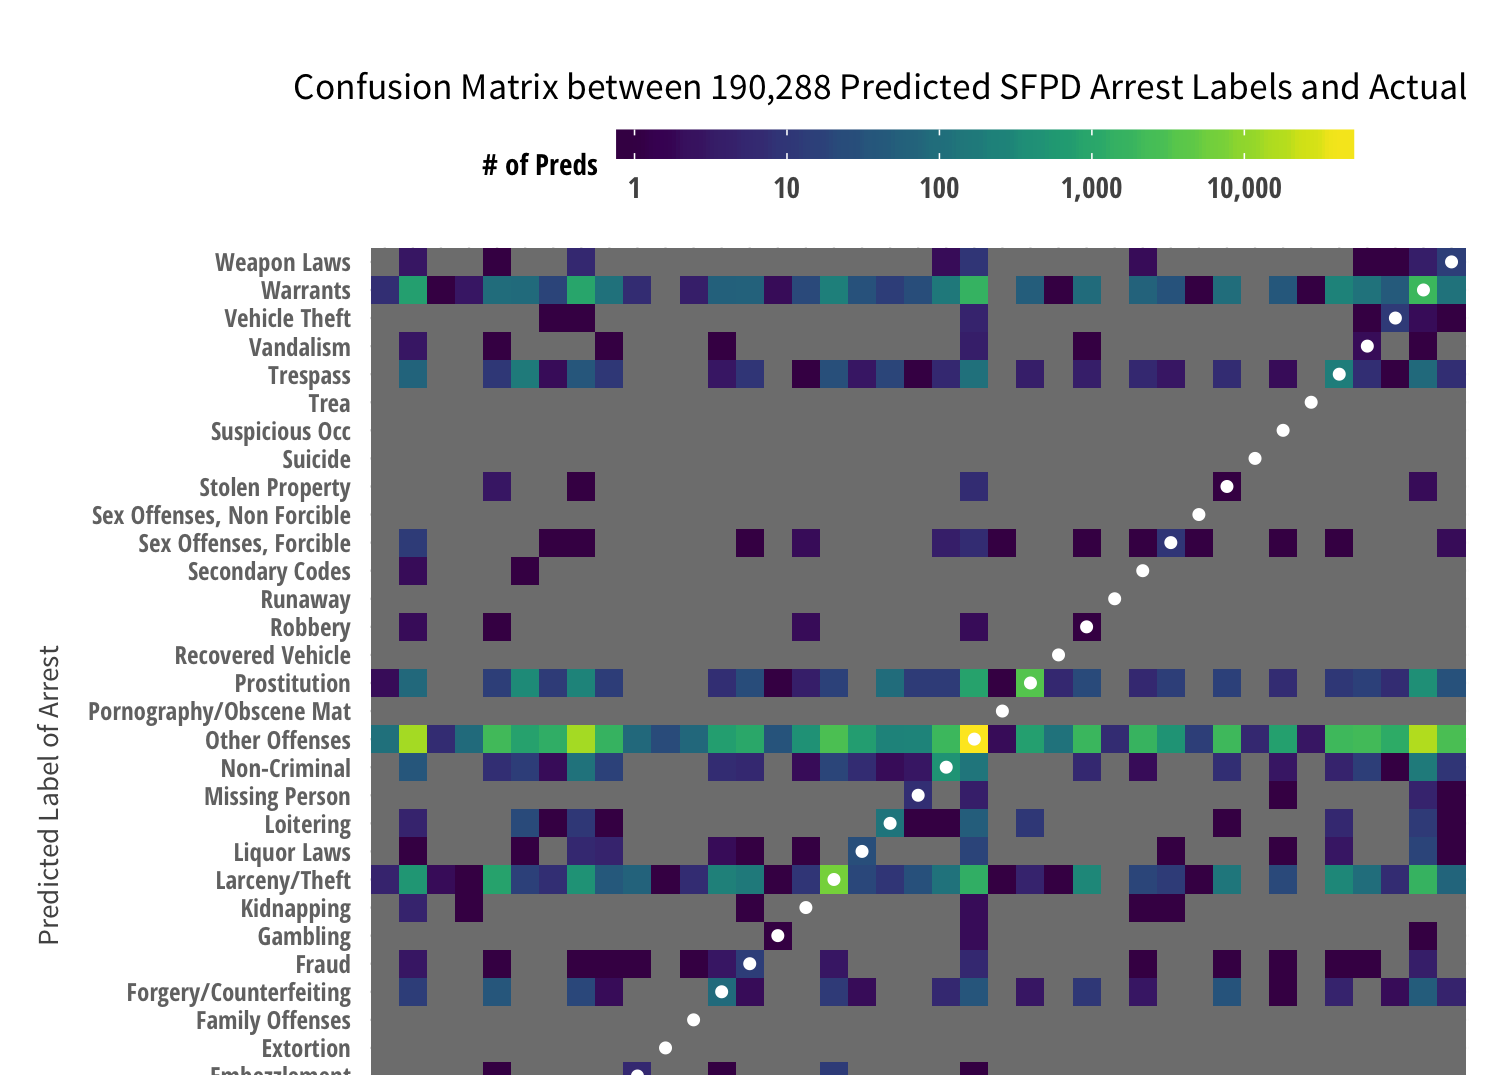 Confusion Matrix between 190,288 Predicted SFPD Arrest Labels and Actual
# of Preds
1 10 100 1,000 10,000
Weapon Laws
Warrants
Vehicle Theft
Vandalism
Trespass
Trea
Suspicious Occ
Suicide
Stolen Property
Sex Offenses, Non Forcible
Sex Offenses, Forcible
Secondary Codes
Runaway
Robbery
Recovered Vehicle
Prostitution
Pornography/Obscene Mat
Other Offenses
Non-Criminal
Missing Person
Loitering
Liquor Laws
Larceny/Theft
Kidnapping
Gambling
Fraud
Forgery/Counterfeiting
Family Offenses
Extortion
Embezzlement
Predicted Label of Arrest